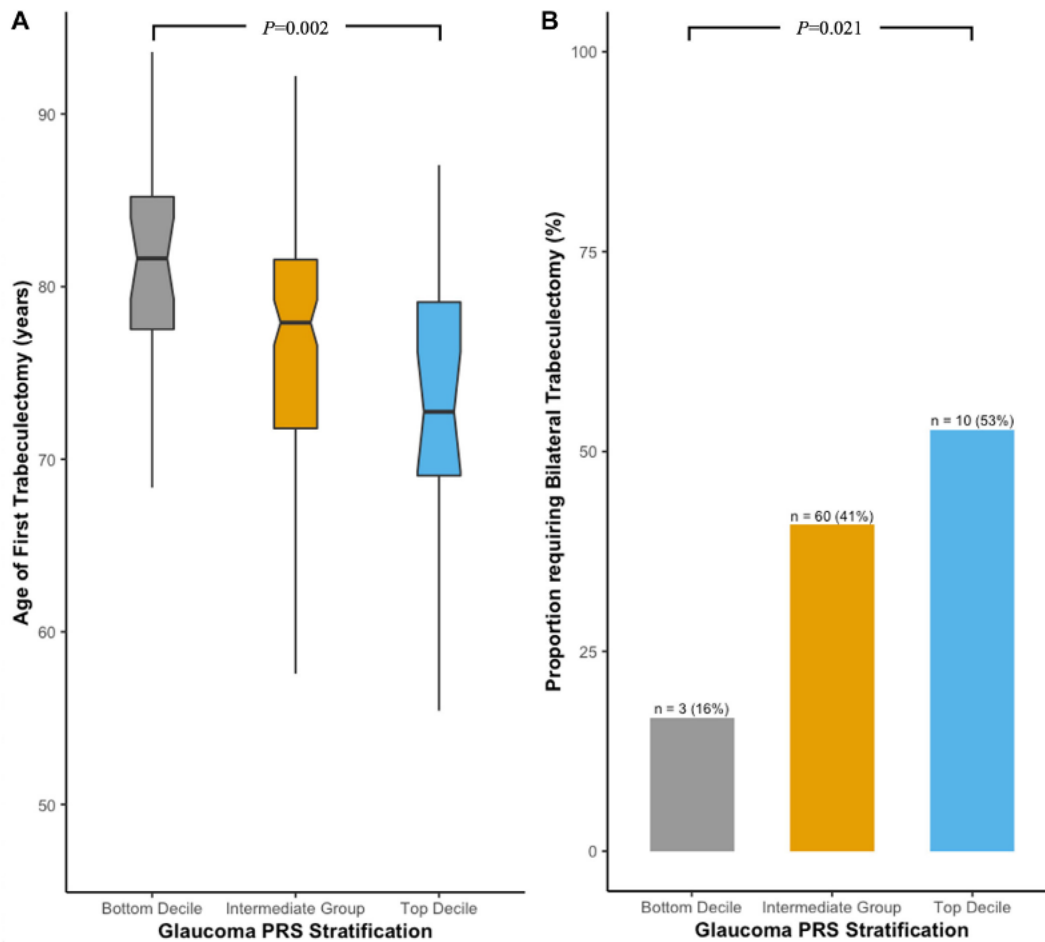 A
P=0.002
Age of First Trabeculectomy (years)
90
80
70
60
50
Bottom Decile
Intermediate Group
Top Decile
Glaucoma PRS Stratification
B
P=0.021
Proportion requiring Bilateral Trabeculectomy (%)
100
75
50
25
0
n = 3 (16%)
n = 60 (41%)
n = 10 (53%)
Bottom Decile
Intermediate Group
Top Decile
Glaucoma PRS Stratification